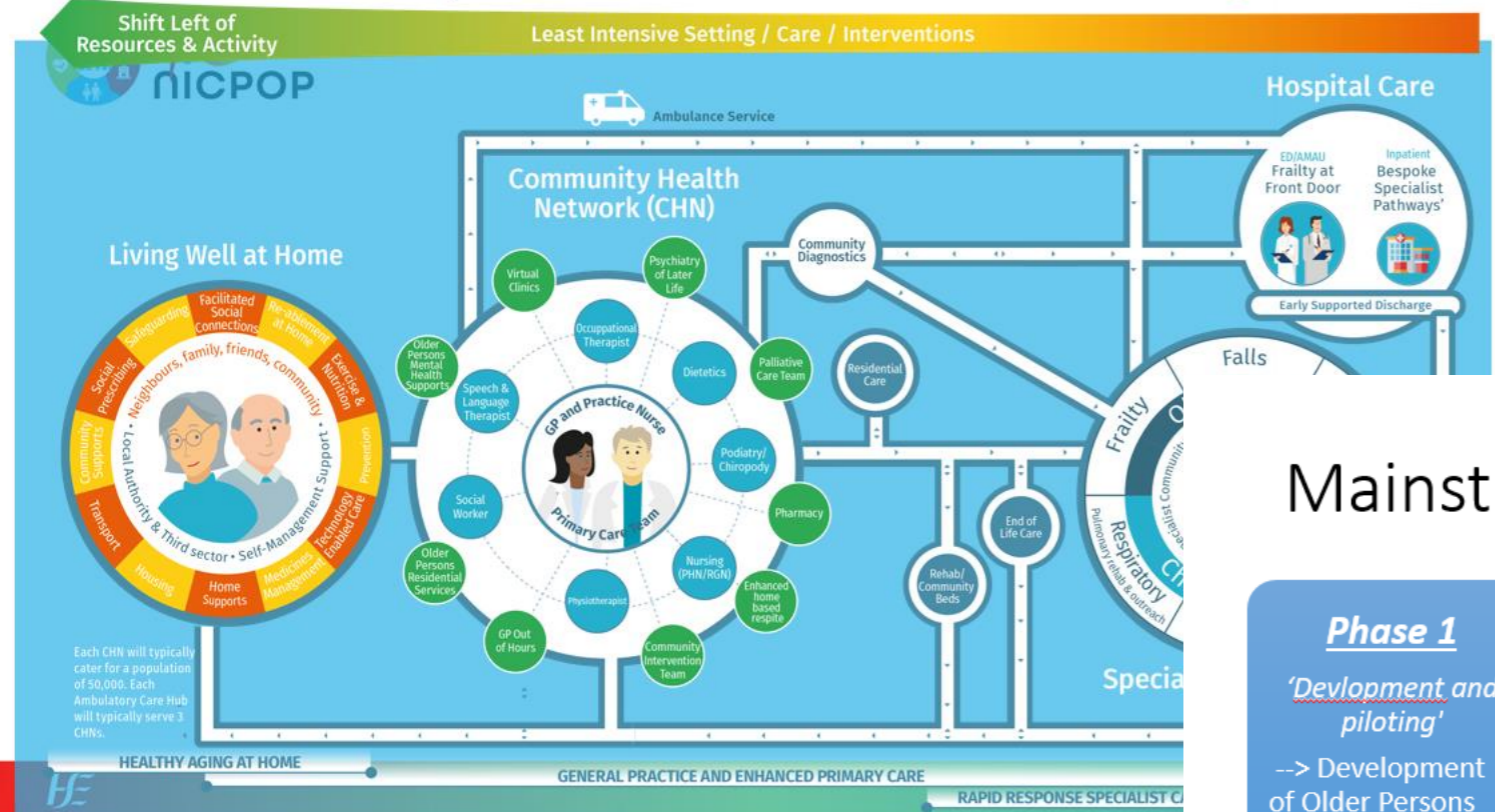 Shift Left of
Resources & Activity
Least Intensive Setting / Care / Interventions
NICPOP
Ambulance Service
Hospital Care
ED/AMAU
Frailty at
Front Door
Inpatient
Bespoke
Specialist
Pathways'
Early Supported Discharge
Community Health
Network (CHN)
Community
Diagnostics
Living Well at Home
Facilitated
Social
Connections
Re-ablement
at Home
Exercise &
Nutrition
Prevention
Technology
Enabled Care
Medicines
Management
Home
Supports
Housing
Transport
Community
Supports
Social
Prescribing
Safeguarding
• Neighbours, family, friends, community •
Local Authority & Third sector • Self-Management Support •
Virtual
Clinics
Psychiatry
of Later
Life
Older
Persons
Mental
Health
Supports
Palliative
Care Team
Pharmacy
Enhanced
home
based
respite
Community
Intervention
Team
GP Out
of Hours
Older
Persons
Residential
Services
Occuppational
Therapist
Dietetics
Speech &
Language
Therapist
Podiatry/
Chiropody
Social
Worker
Nursing
(PHN/RGN)
Physiotherapist
GP and Practice Nurse
Primary Care Team
Residential
Care
Rehab/
Community
Beds
End of
Life Care
Falls
Frailty
Respiratory
Pulmonary rehab & outreach
Specia
Each CHN will typically
cater for a population
of 50,000. Each
Ambulatory Care Hub
will typically serve 3
CHNs.
HEALTHY AGING AT HOME
GENERAL PRACTICE AND ENHANCED PRIMARY CARE
RAPID RESPONSE SPECIALIST CA
Mainst
Phase 1
‘Devlopment and
piloting'
--> Development
of Older Persons